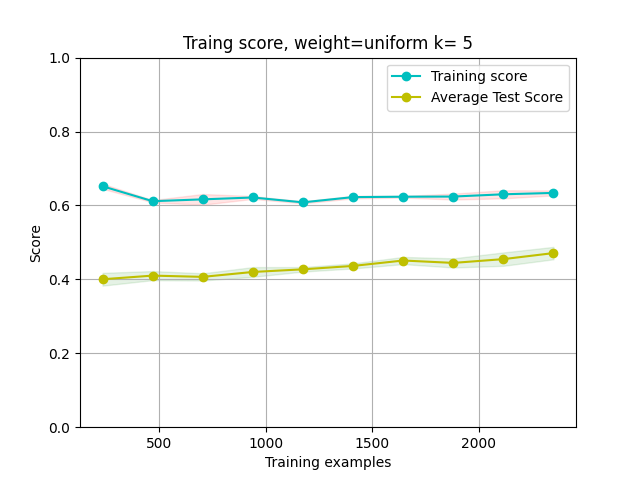 Traing score, weight=uniform k= 5
Training score
Average Test Score
1.0
0.8
0.6
0.4
0.2
0.0
Score
500
1000
1500
2000
Training examples